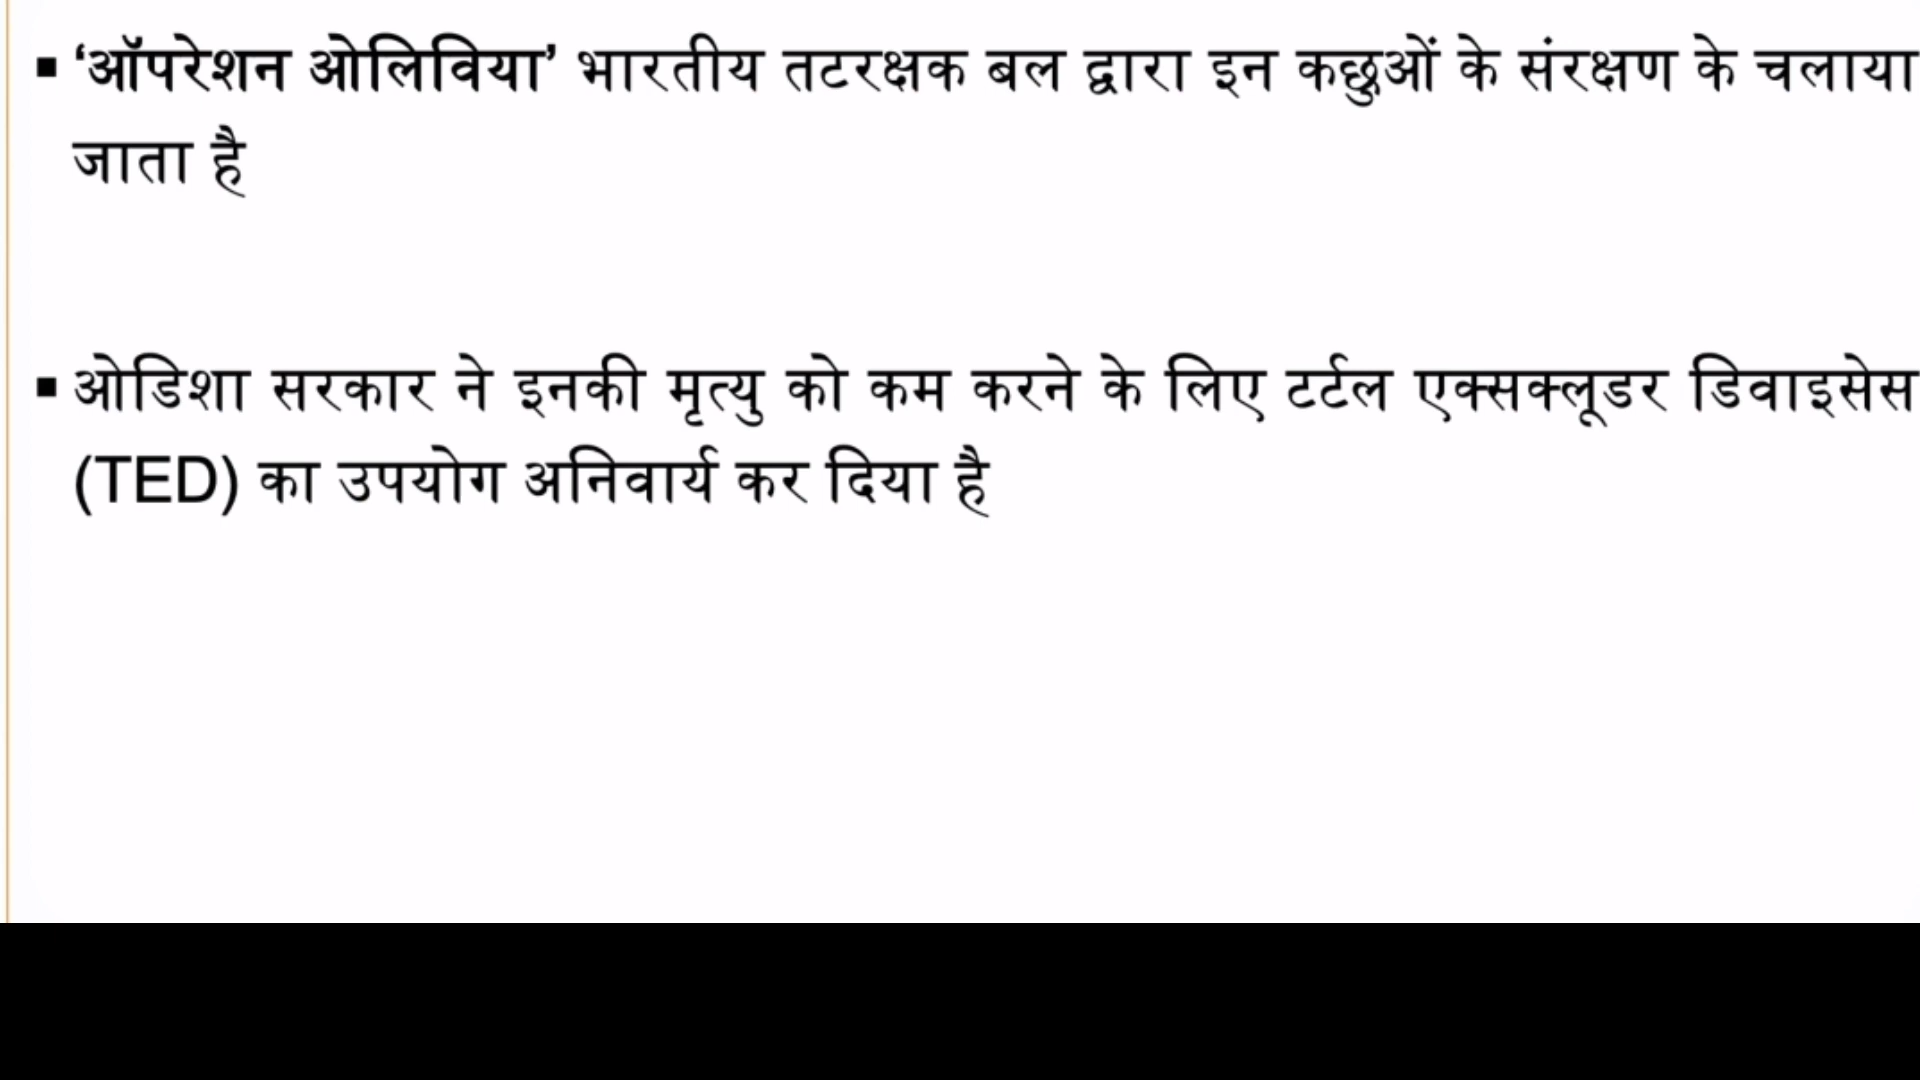 ▪ ‘ऑपरेशन ओलिविया’ भारतीय तटरक्षक बल द्वारा इन कछुओं के संरक्षण के चलाया
जाता है
▪ ओडिशा सरकार ने इनकी मृत्यु को कम करने के लिए टर्टल एक्सक्लूडर डिवाइसेस
(TED) का उपयोग अनिवार्य कर दिया है